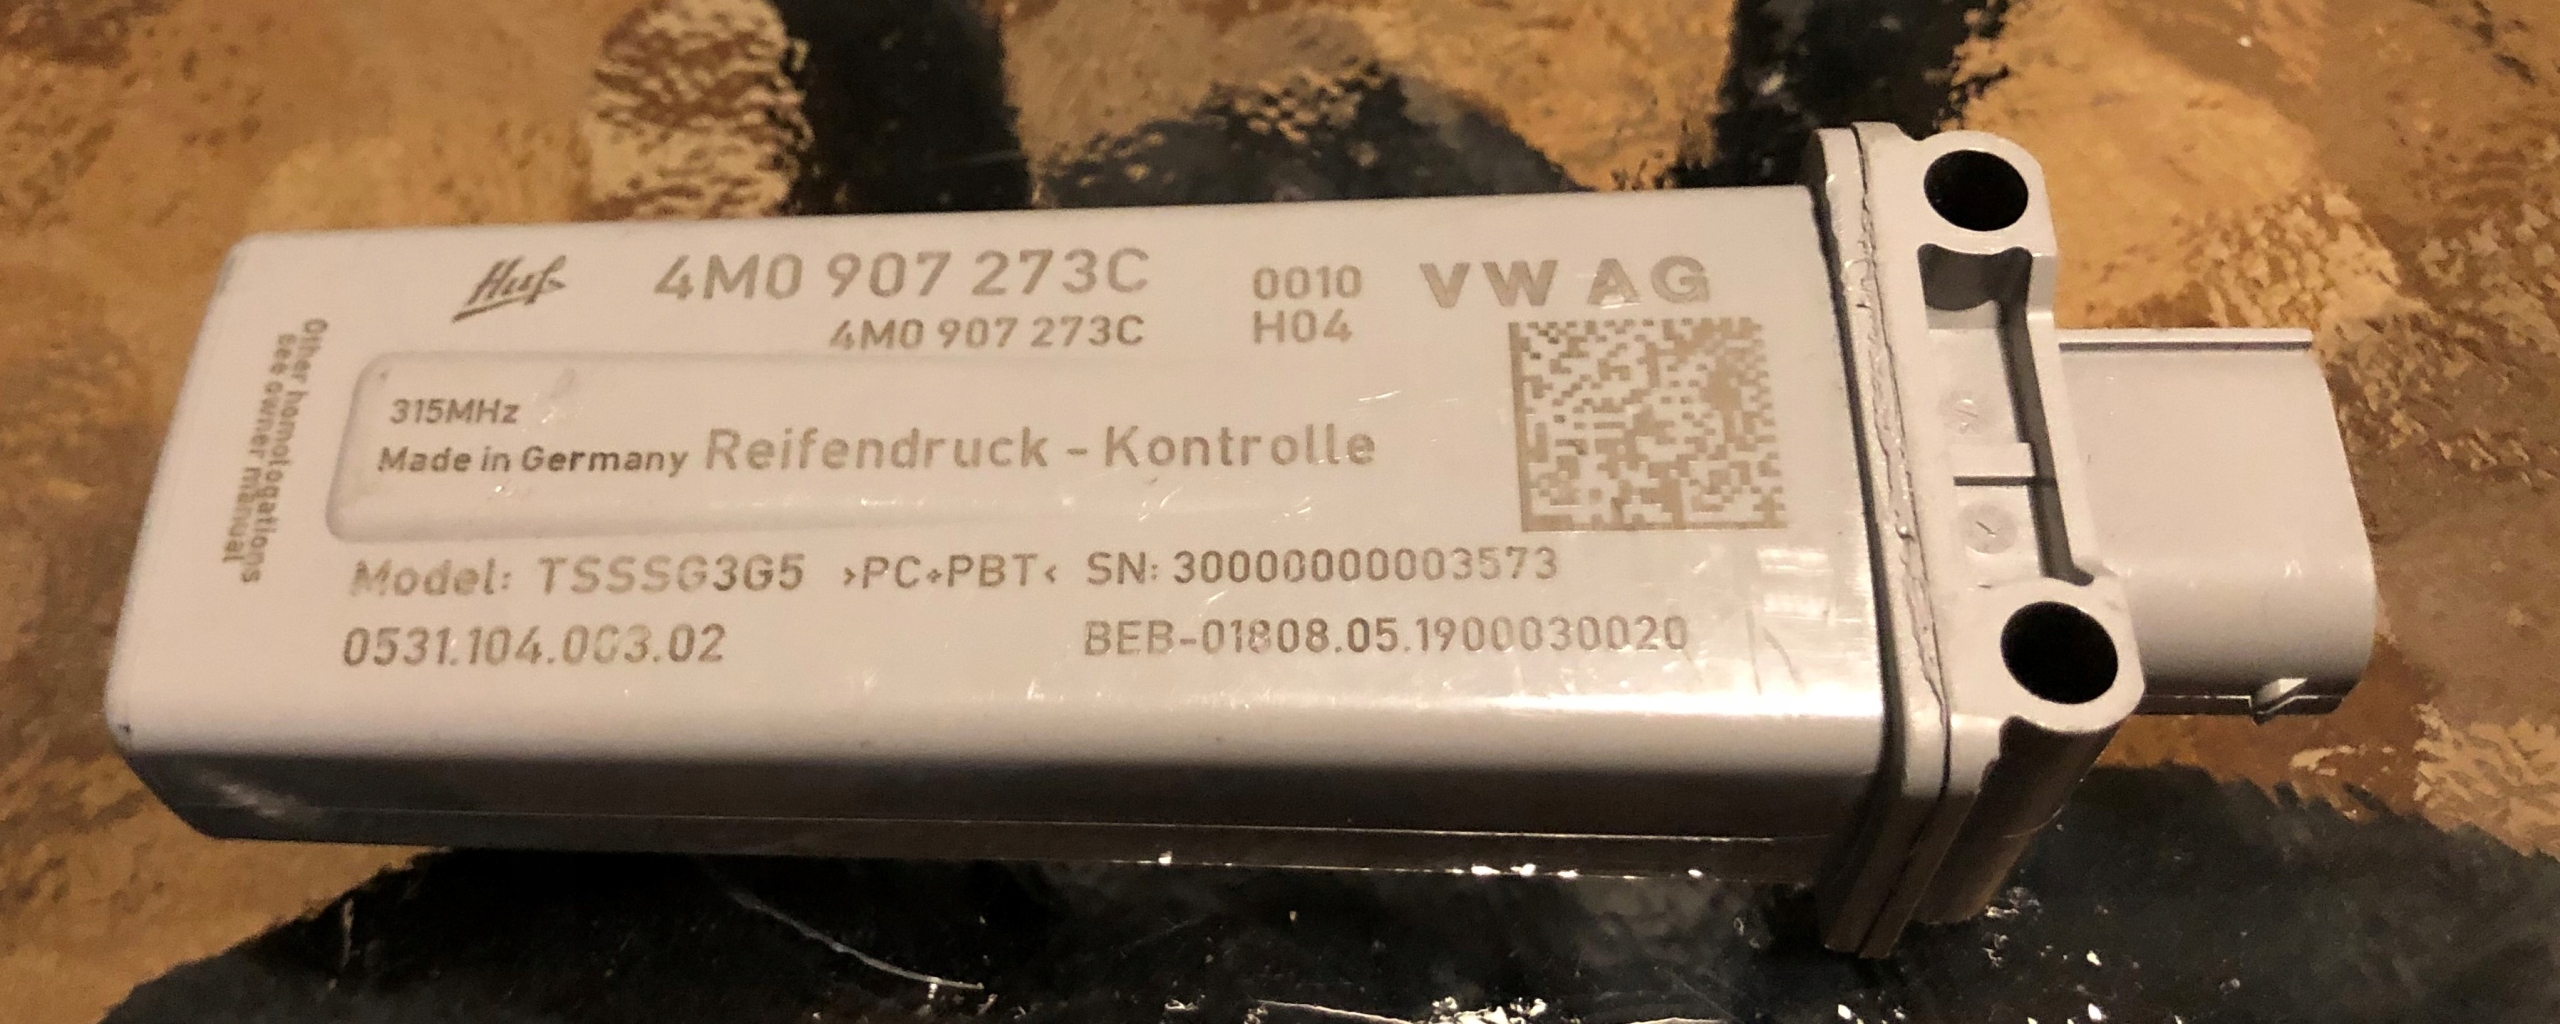 Huf 4M0 907 273C 0010 VW AG
4M0 907 273C H04
315MHz
Made in Germany Reifendruck - Kontrolle
Model: TSSSG3G5 >PC+PBT< SN: 30000000003573
0531.104.003.02 BEB-01808.05.1900030020
Other homologations
see owner manual